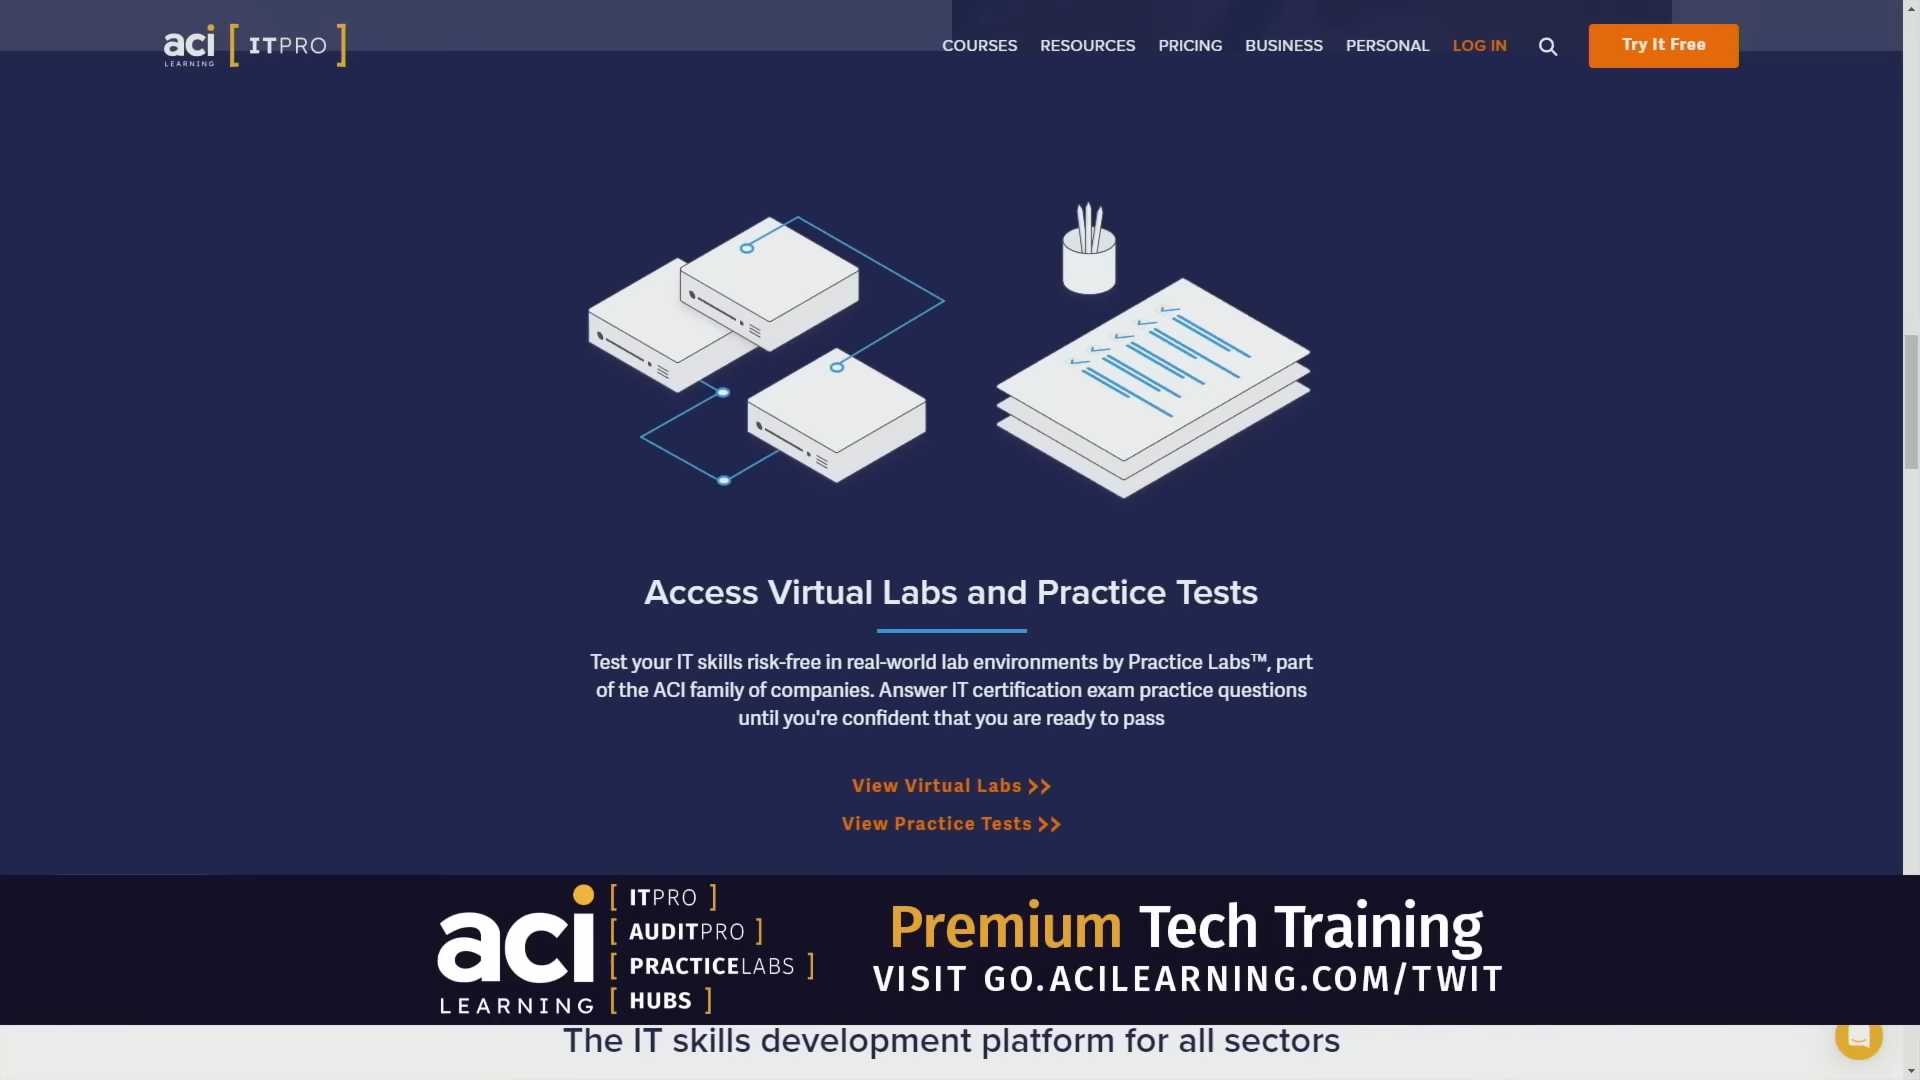 aci LEARNING [ ITPRO ]
COURSES RESOURCES PRICING BUSINESS PERSONAL LOG IN Try It Free
Access Virtual Labs and Practice Tests
Test your IT skills risk-free in real-world lab environments by Practice Labs™, part
of the ACI family of companies. Answer IT certification exam practice questions
until you're confident that you are ready to pass
View Virtual Labs >>
View Practice Tests >>
aci
LEARNING
[ ITPRO ]
[ AUDITPRO ]
[ PRACTICELABS ]
[ HUBS ]
Premium Tech Training
VISIT GO.ACILEARNING.COM/TWIT
The IT skills development platform for all sectors